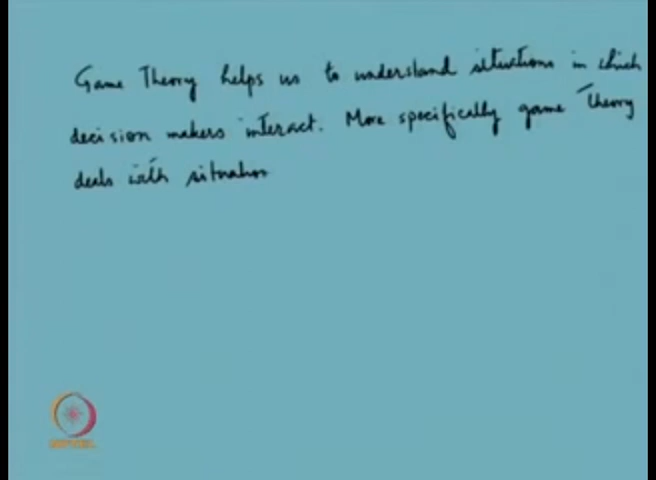 Game Theory helps us to understand situations in which
decision makers interact. More specifically game Theory
deals with situation